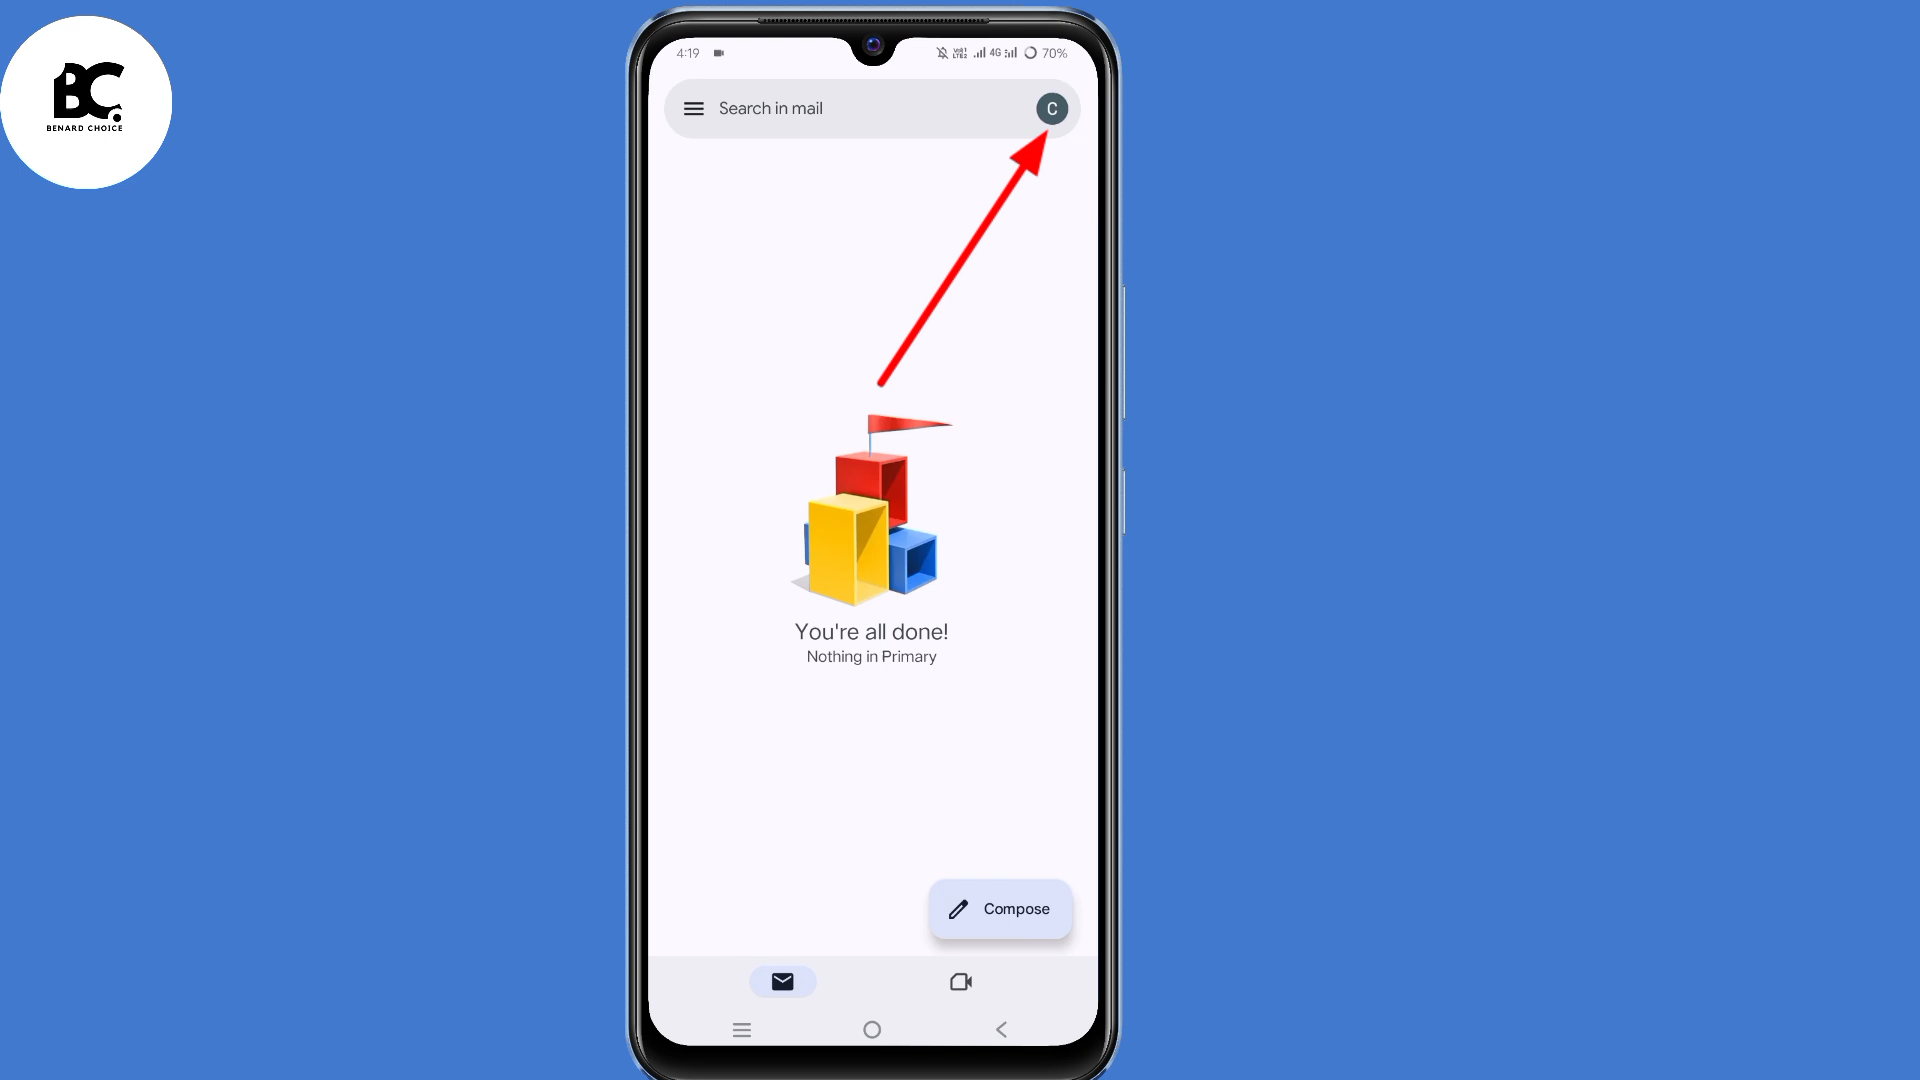 BC
BENARD CHOICE
4:19
4G
70%
Search in mail
C
You're all done!
Nothing in Primary
Compose